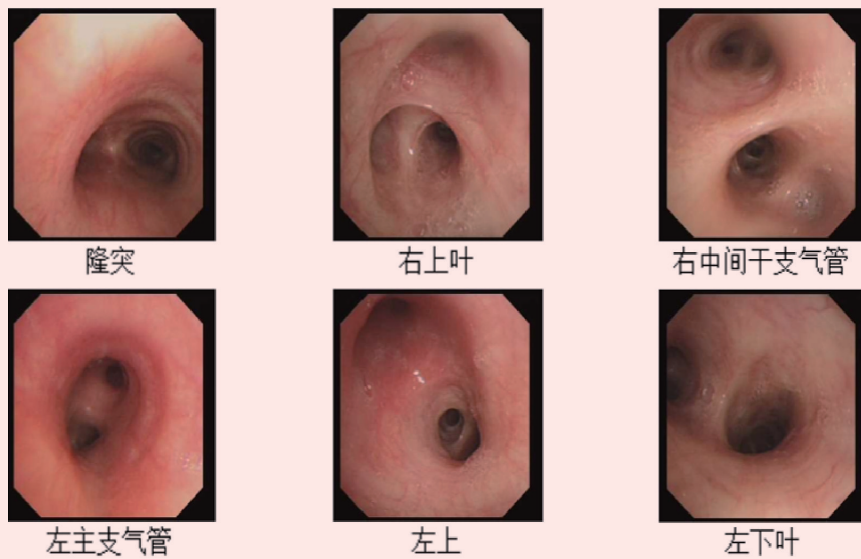 隆突
右上叶
右中间干支气管
左主支气管
左上
左下叶